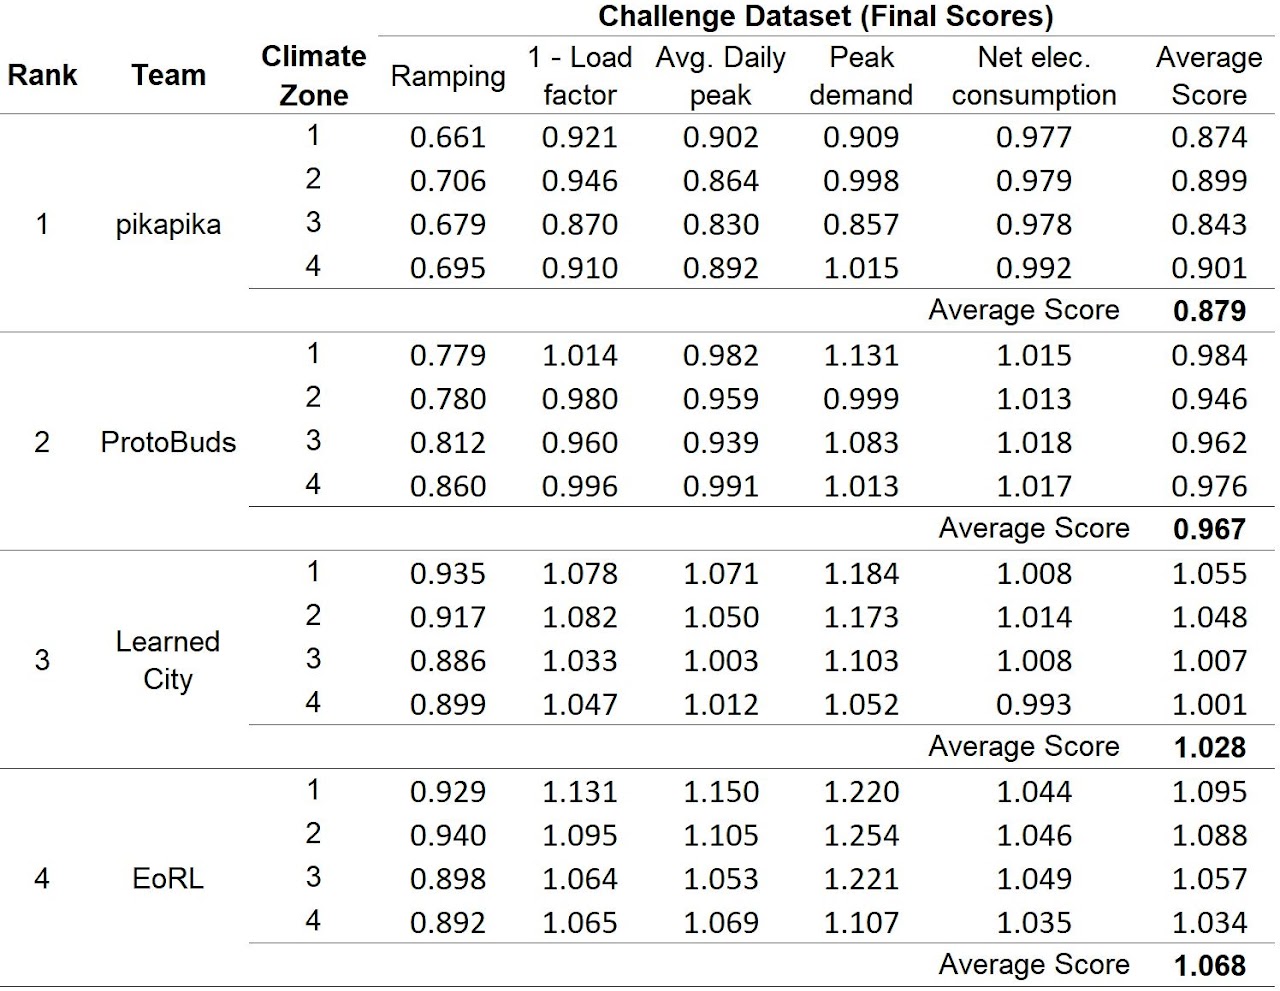 Challenge Dataset (Final Scores)
Rank Team Climate Zone Ramping 1 - Load factor Avg. Daily peak Peak demand Net elec. consumption Average Score
1 pikapika
1 0.661 0.921 0.902 0.909 0.977 0.874
2 0.706 0.946 0.864 0.998 0.979 0.899
3 0.679 0.870 0.830 0.857 0.978 0.843
4 0.695 0.910 0.892 1.015 0.992 0.901
Average Score 0.879
2 ProtoBuds
1 0.779 1.014 0.982 1.131 1.015 0.984
2 0.780 0.980 0.959 0.999 1.013 0.946
3 0.812 0.960 0.939 1.083 1.018 0.962
4 0.860 0.996 0.991 1.013 1.017 0.976
Average Score 0.967
3 Learned City
1 0.935 1.078 1.071 1.184 1.008 1.055
2 0.917 1.082 1.050 1.173 1.014 1.048
3 0.886 1.033 1.003 1.103 1.008 1.007
4 0.899 1.047 1.012 1.052 0.993 1.001
Average Score 1.028
4 EoRL
1 0.929 1.131 1.150 1.220 1.044 1.095
2 0.940 1.095 1.105 1.254 1.046 1.088
3 0.898 1.064 1.053 1.221 1.049 1.057
4 0.892 1.065 1.069 1.107 1.035 1.034
Average Score 1.068